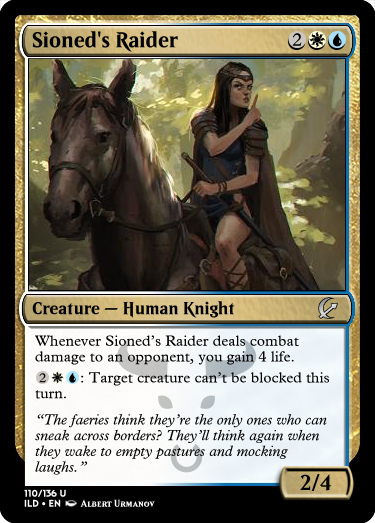 Sioned's Raider 2
Creature — Human Knight
Whenever Sioned's Raider deals combat
damage to an opponent, you gain 4 life.
2: Target creature can't be blocked this
turn.
"The faeries think they're the only ones who can
sneak across borders? They'll think again when
they wake to empty pastures and mocking
laughs."
2/4
110/136 U
ILD • EN Albert Urmanov